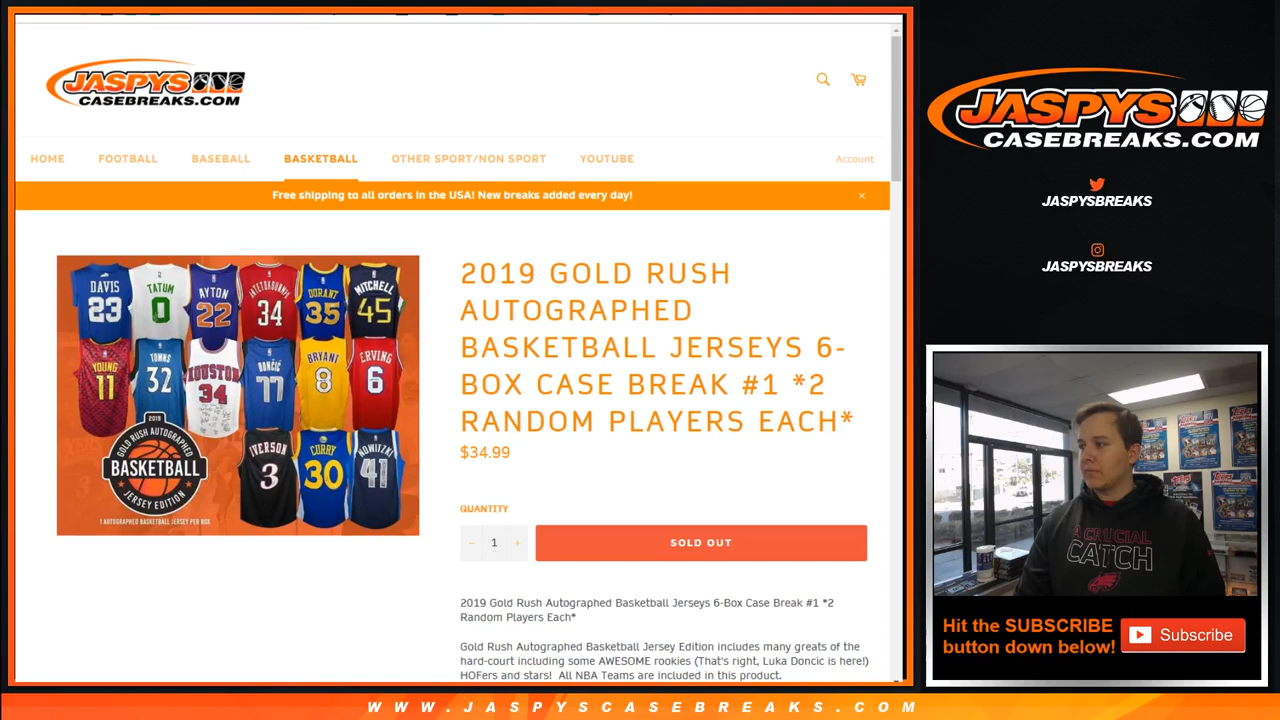 JASPYS
CASEBREAKS.COM
HOME
FOOTBALL
BASEBALL
BASKETBALL
OTHER SPORT/NON SPORT
YOUTUBE
Account
Free shipping to all orders in the USA! New breaks added every day!
DAVIS
23
TATUM
0
AYTON
22
ANTETOKOUNMPO
34
DURANT
35
MITCHELL
45
YOUNG
11
TOWNS
32
HOUSTON
34
DONČIĆ
77
BRYANT
8
ERVING
6
IVERSON
3
CURRY
30
NOWITZKI
41
2019
GOLD RUSH AUTOGRAPHED
BASKETBALL
JERSEY EDITION
1 AUTOGRAPHED BASKETBALL JERSEY PER BOX
2019 GOLD RUSH
AUTOGRAPHED
BASKETBALL JERSEYS 6-
BOX CASE BREAK #1 *2
RANDOM PLAYERS EACH*
$34.99
QUANTITY
− 1 +
SOLD OUT
2019 Gold Rush Autographed Basketball Jerseys 6-Box Case Break #1 *2
Random Players Each*
Gold Rush Autographed Basketball Jersey Edition includes many greats of the
hard-court including some AWESOME rookies (That's right, Luka Doncic is here!)
HOFers and stars! All NBA Teams are included in this product.
JASPYS
CASEBREAKS.COM
JASPYSBREAKS
JASPYSBREAKS
A CRUCIAL
CATCH
Hit the SUBSCRIBE
button down below!
Subscribe
WWW.JASPYSCASEBREAKS.COM